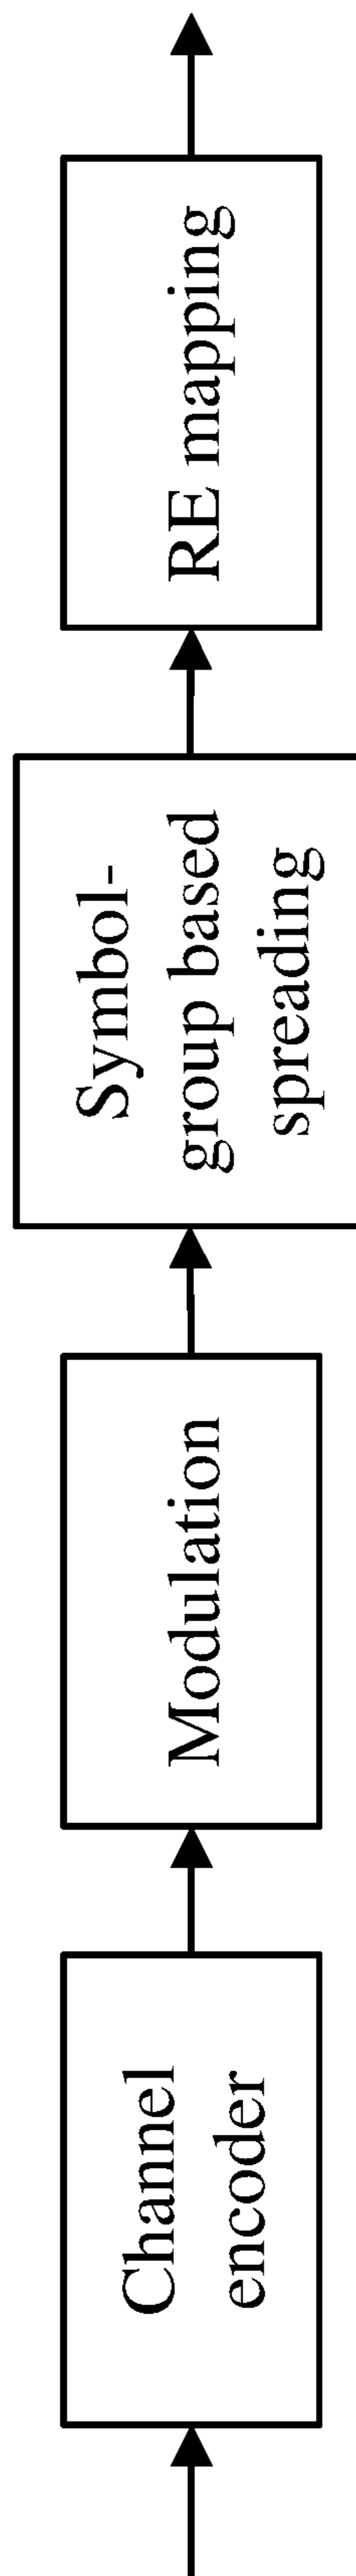 Channel
encoder
Modulation
Symbol-
group based
spreading
RE mapping